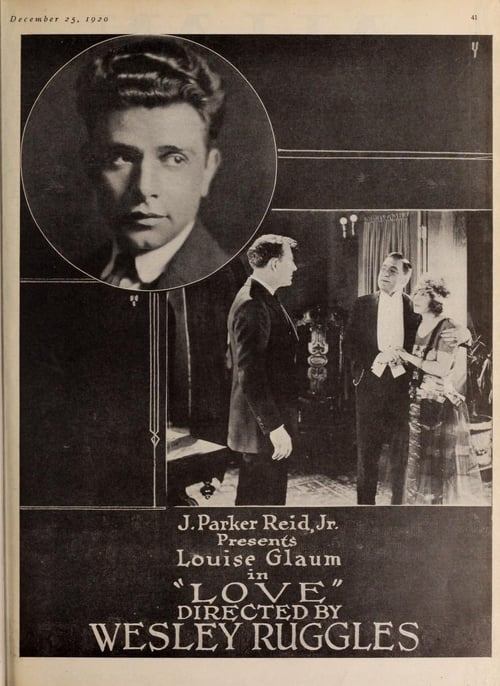 December 25, 1920
41
J. Parker Reid, Jr.
Presents
Louise Glaum
in
"LOVE"
DIRECTED BY
WESLEY RUGGLES